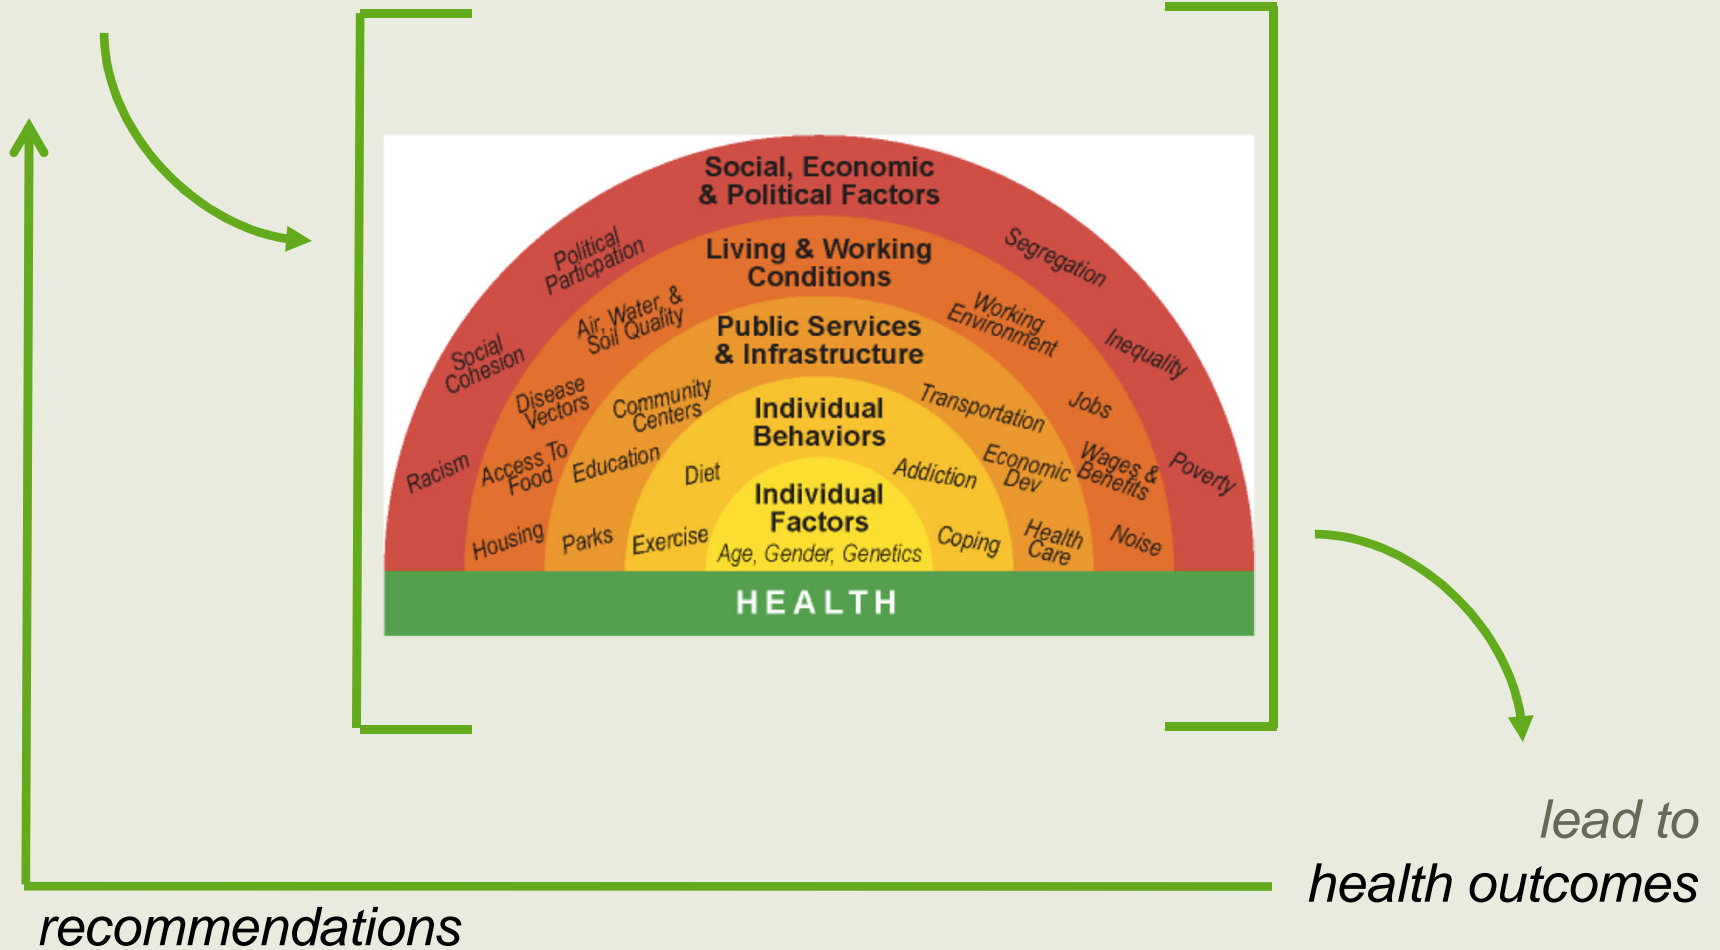 Social, Economic
& Political Factors
Political
Particpation
Segregation
Social
Cohesion
Inequality
Racism
Poverty
Living & Working
Conditions
Air, Water, &
Soil Quality
Working
Environment
Disease
Vectors
Jobs
Access To
Food
Wages &
Benefits
Housing
Noise
Public Services
& Infrastructure
Community
Centers
Transportation
Education
Economic
Dev
Parks
Health
Care
Individual
Behaviors
Diet
Addiction
Exercise
Coping
Individual
Factors
Age, Gender, Genetics
HEALTH
lead to
health outcomes
recommendations